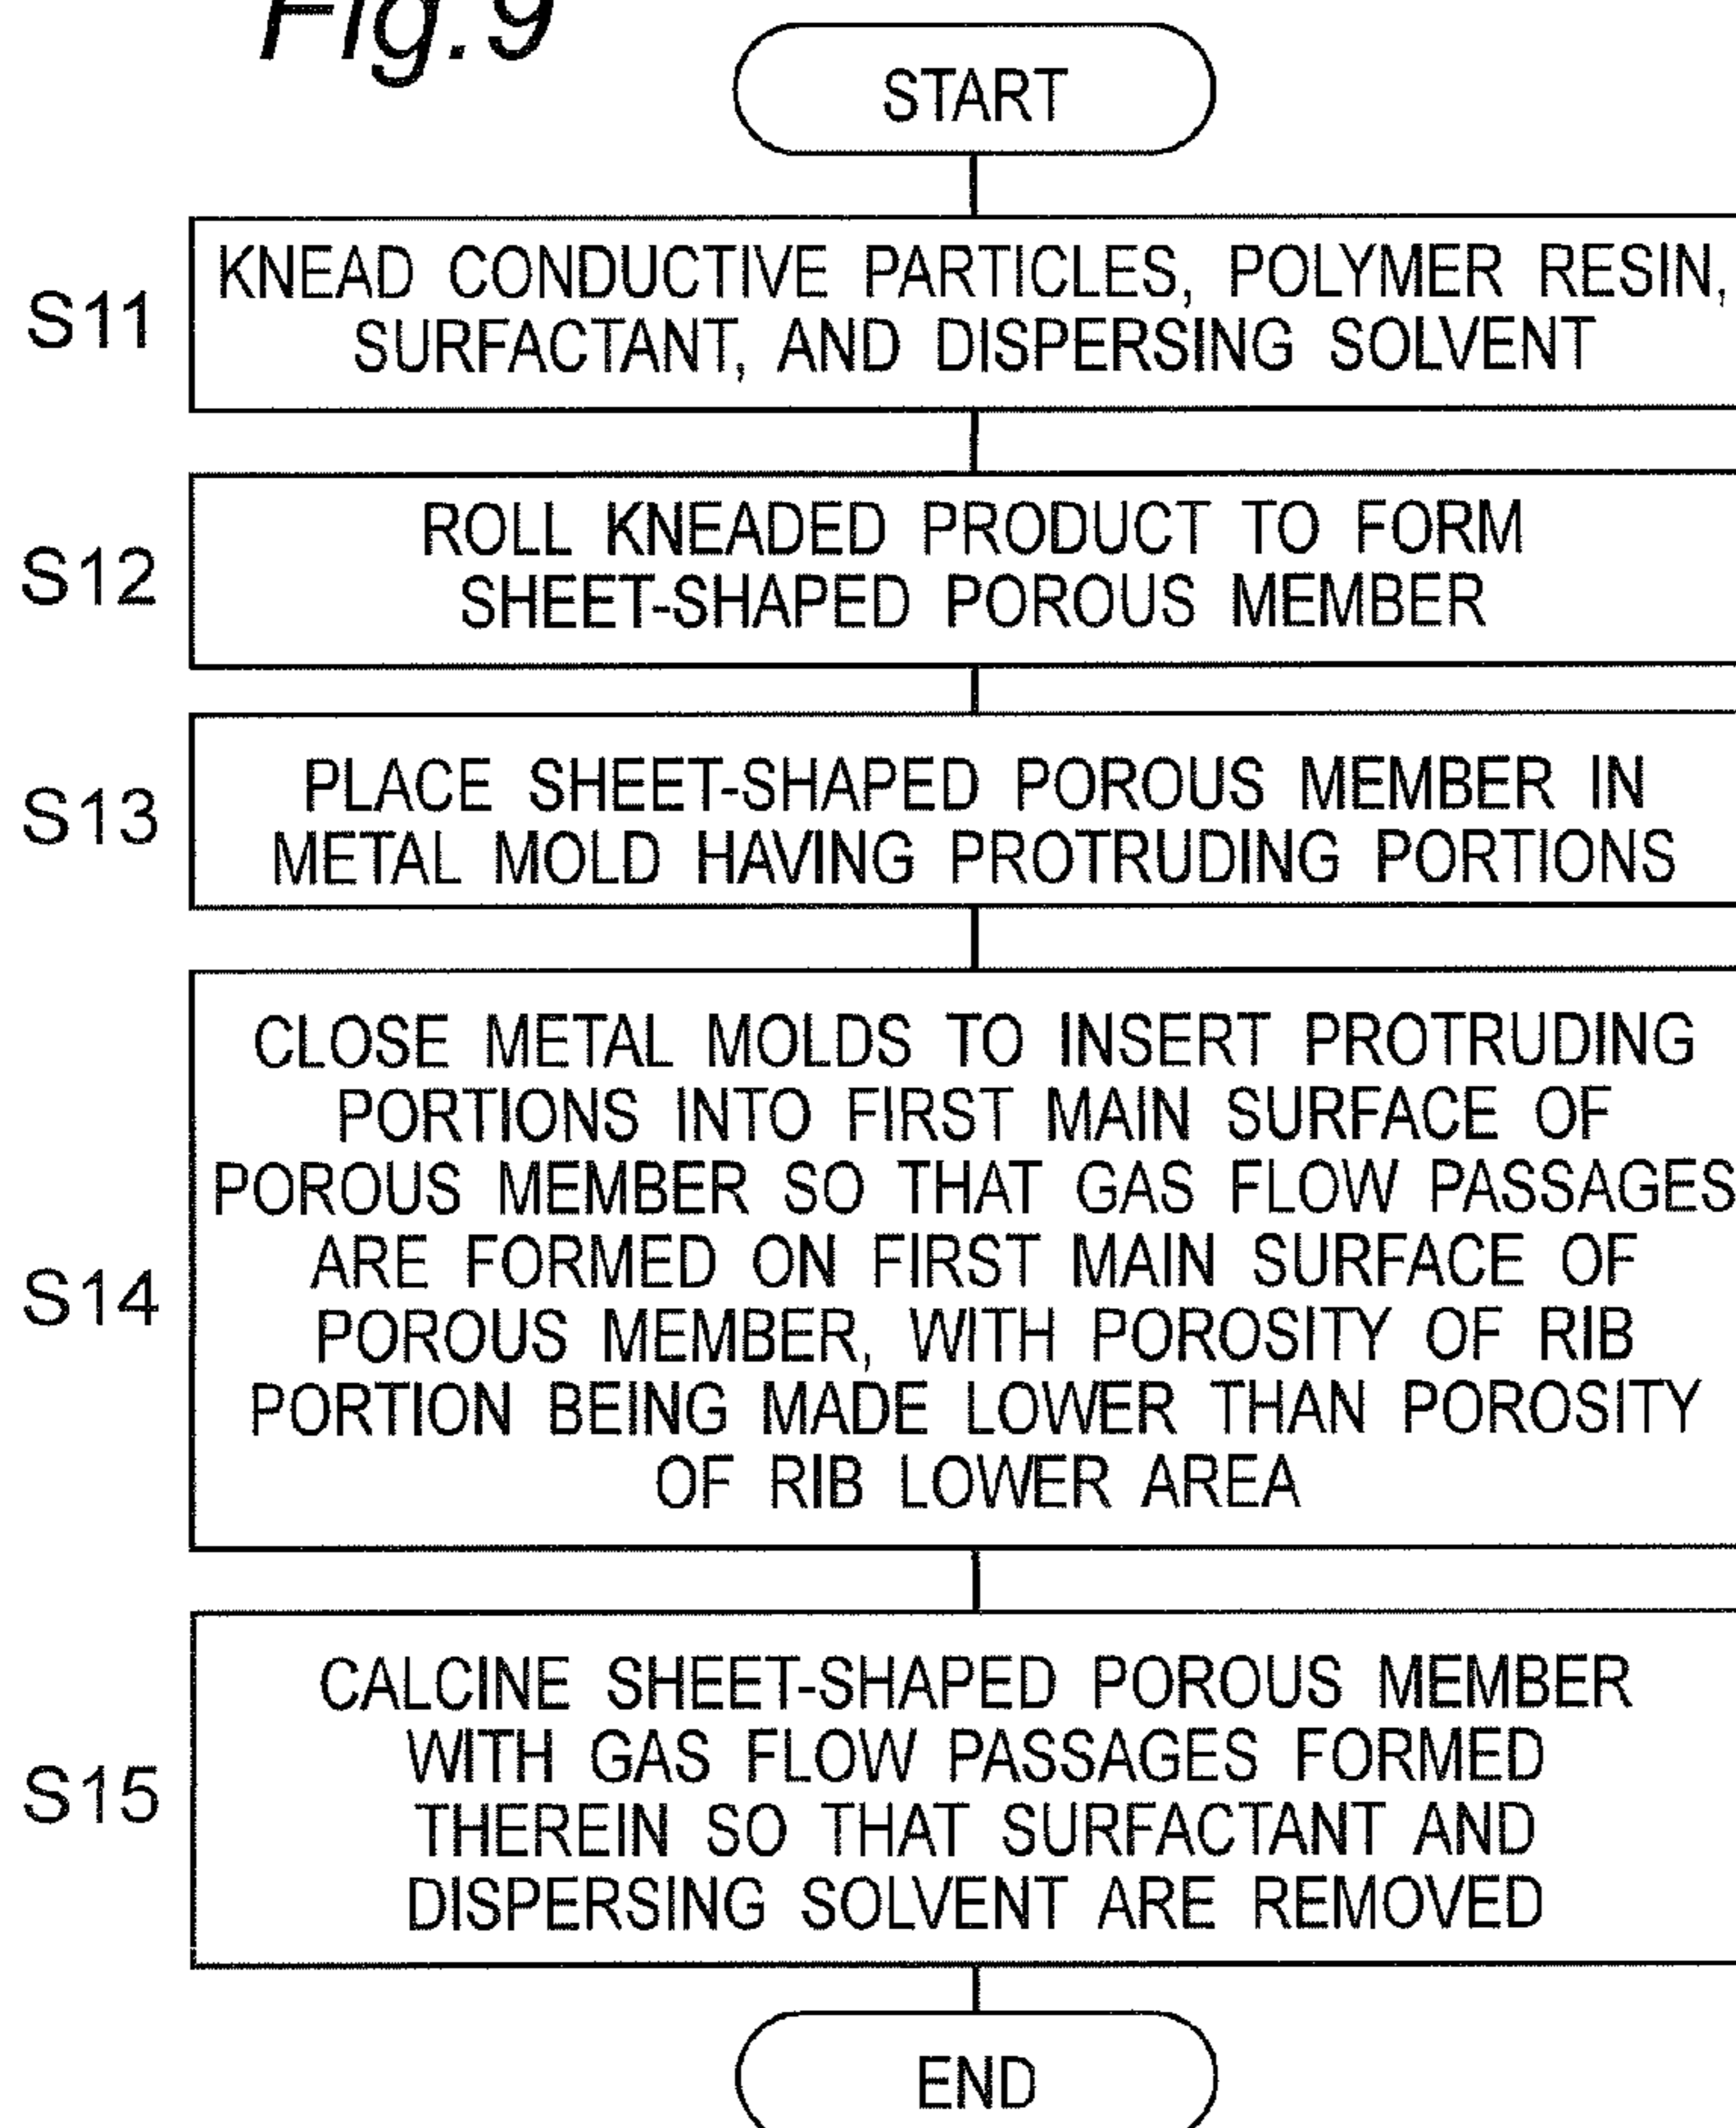 Fig.9
START
S11
KNEAD CONDUCTIVE PARTICLES, POLYMER RESIN,
SURFACTANT, AND DISPERSING SOLVENT
S12
ROLL KNEADED PRODUCT TO FORM
SHEET-SHAPED POROUS MEMBER
S13
PLACE SHEET-SHAPED POROUS MEMBER IN
METAL MOLD HAVING PROTRUDING PORTIONS
S14
CLOSE METAL MOLDS TO INSERT PROTRUDING
PORTIONS INTO FIRST MAIN SURFACE OF
POROUS MEMBER SO THAT GAS FLOW PASSAGES
ARE FORMED ON FIRST MAIN SURFACE OF
POROUS MEMBER, WITH POROSITY OF RIB
PORTION BEING MADE LOWER THAN POROSITY
OF RIB LOWER AREA
S15
CALCINE SHEET-SHAPED POROUS MEMBER
WITH GAS FLOW PASSAGES FORMED
THEREIN SO THAT SURFACTANT AND
DISPERSING SOLVENT ARE REMOVED
END